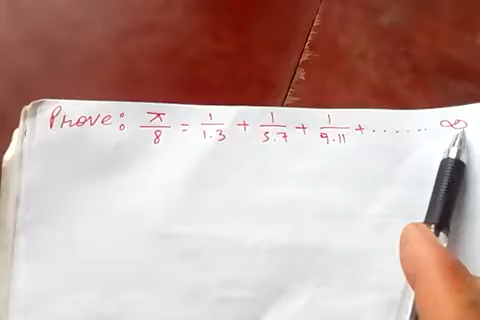 Prove: π/8 = 1/1.3 + 1/5.7 + 1/9.11 + ...... ∞